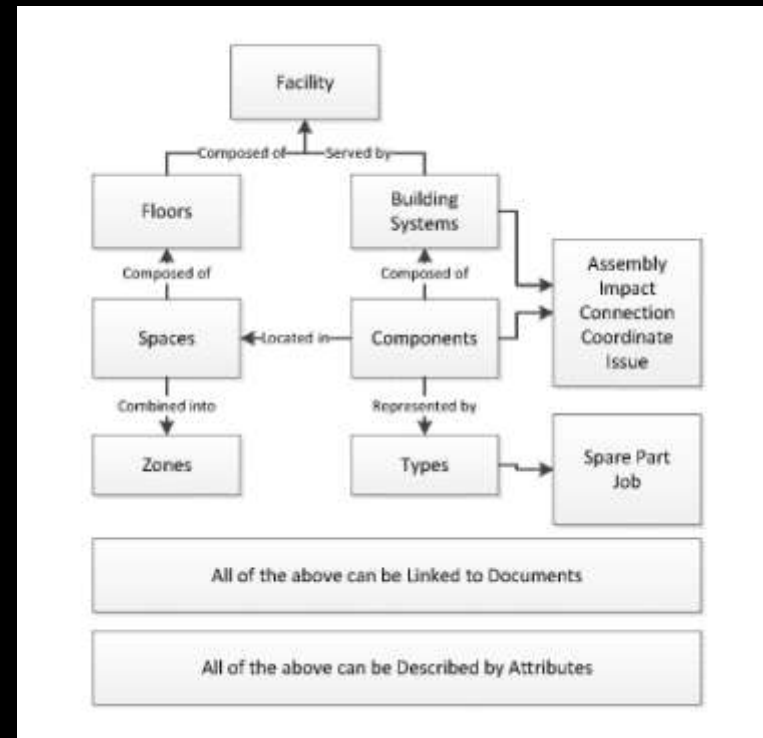 Facility
Composed of
Served by
Floors
Building
Systems
Composed of
Composed of
Assembly
Impact
Connection
Coordinate
Issue
Spaces
Located in
Components
Combined into
Represented by
Zones
Types
Spare Part
Job
All of the above can be Linked to Documents
All of the above can be Described by Attributes